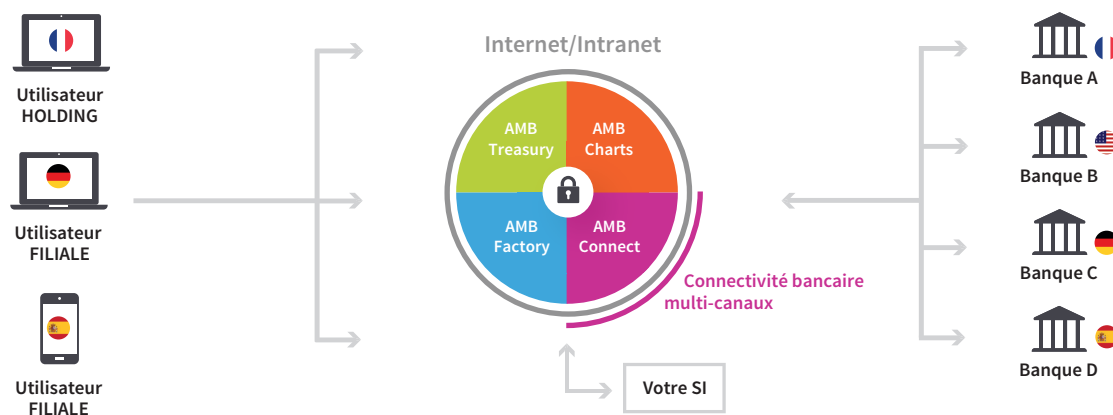 Utilisateur
HOLDING
Utilisateur
FILIALE
Utilisateur
FILIALE
Internet/Intranet
AMB
Treasury
AMB
Charts
AMB
Factory
AMB
Connect
Connectivité bancaire
multi-canaux
Votre SI
Banque A
Banque B
Banque C
Banque D